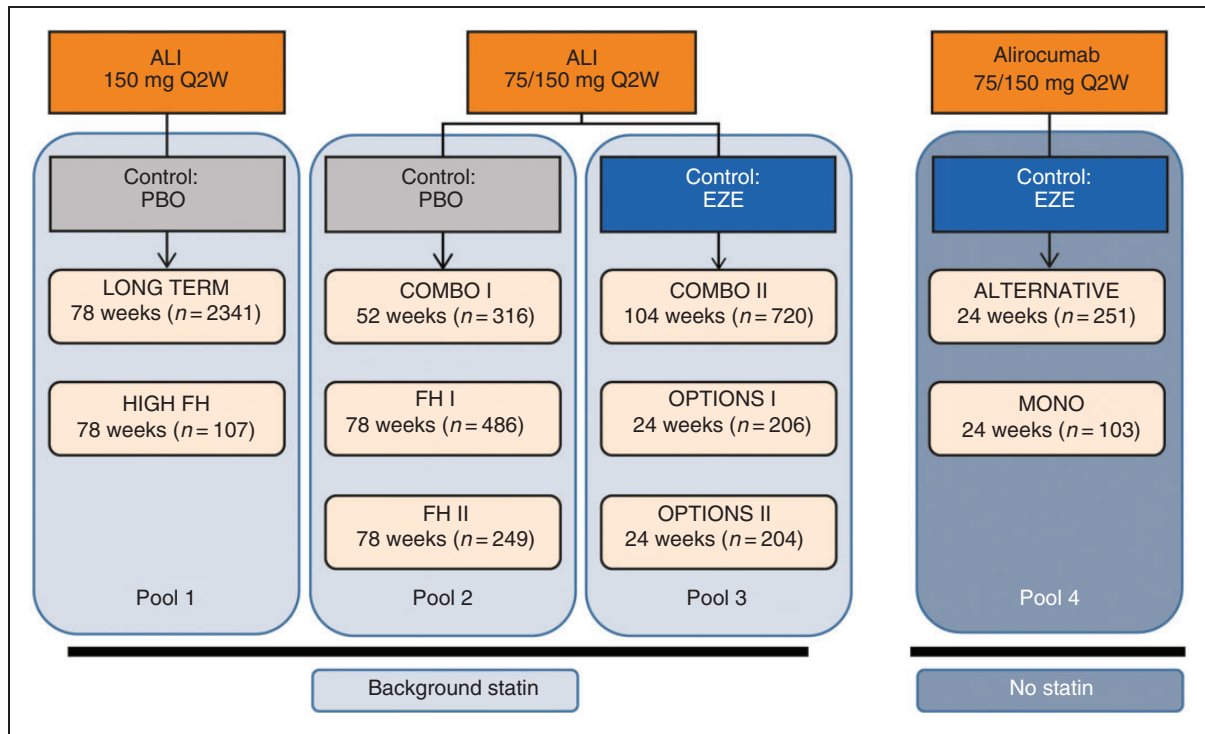 ALI
150 mg Q2W
Control:
PBO
LONG TERM
78 weeks (n = 2341)
HIGH FH
78 weeks (n = 107)
Pool 1
ALI
75/150 mg Q2W
Control:
PBO
COMBO I
52 weeks (n = 316)
FH I
78 weeks (n = 486)
FH II
78 weeks (n = 249)
Pool 2
Control:
EZE
COMBO II
104 weeks (n = 720)
OPTIONS I
24 weeks (n = 206)
OPTIONS II
24 weeks (n = 204)
Pool 3
Background statin
Alirocumab
75/150 mg Q2W
Control:
EZE
ALTERNATIVE
24 weeks (n = 251)
MONO
24 weeks (n = 103)
Pool 4
No statin